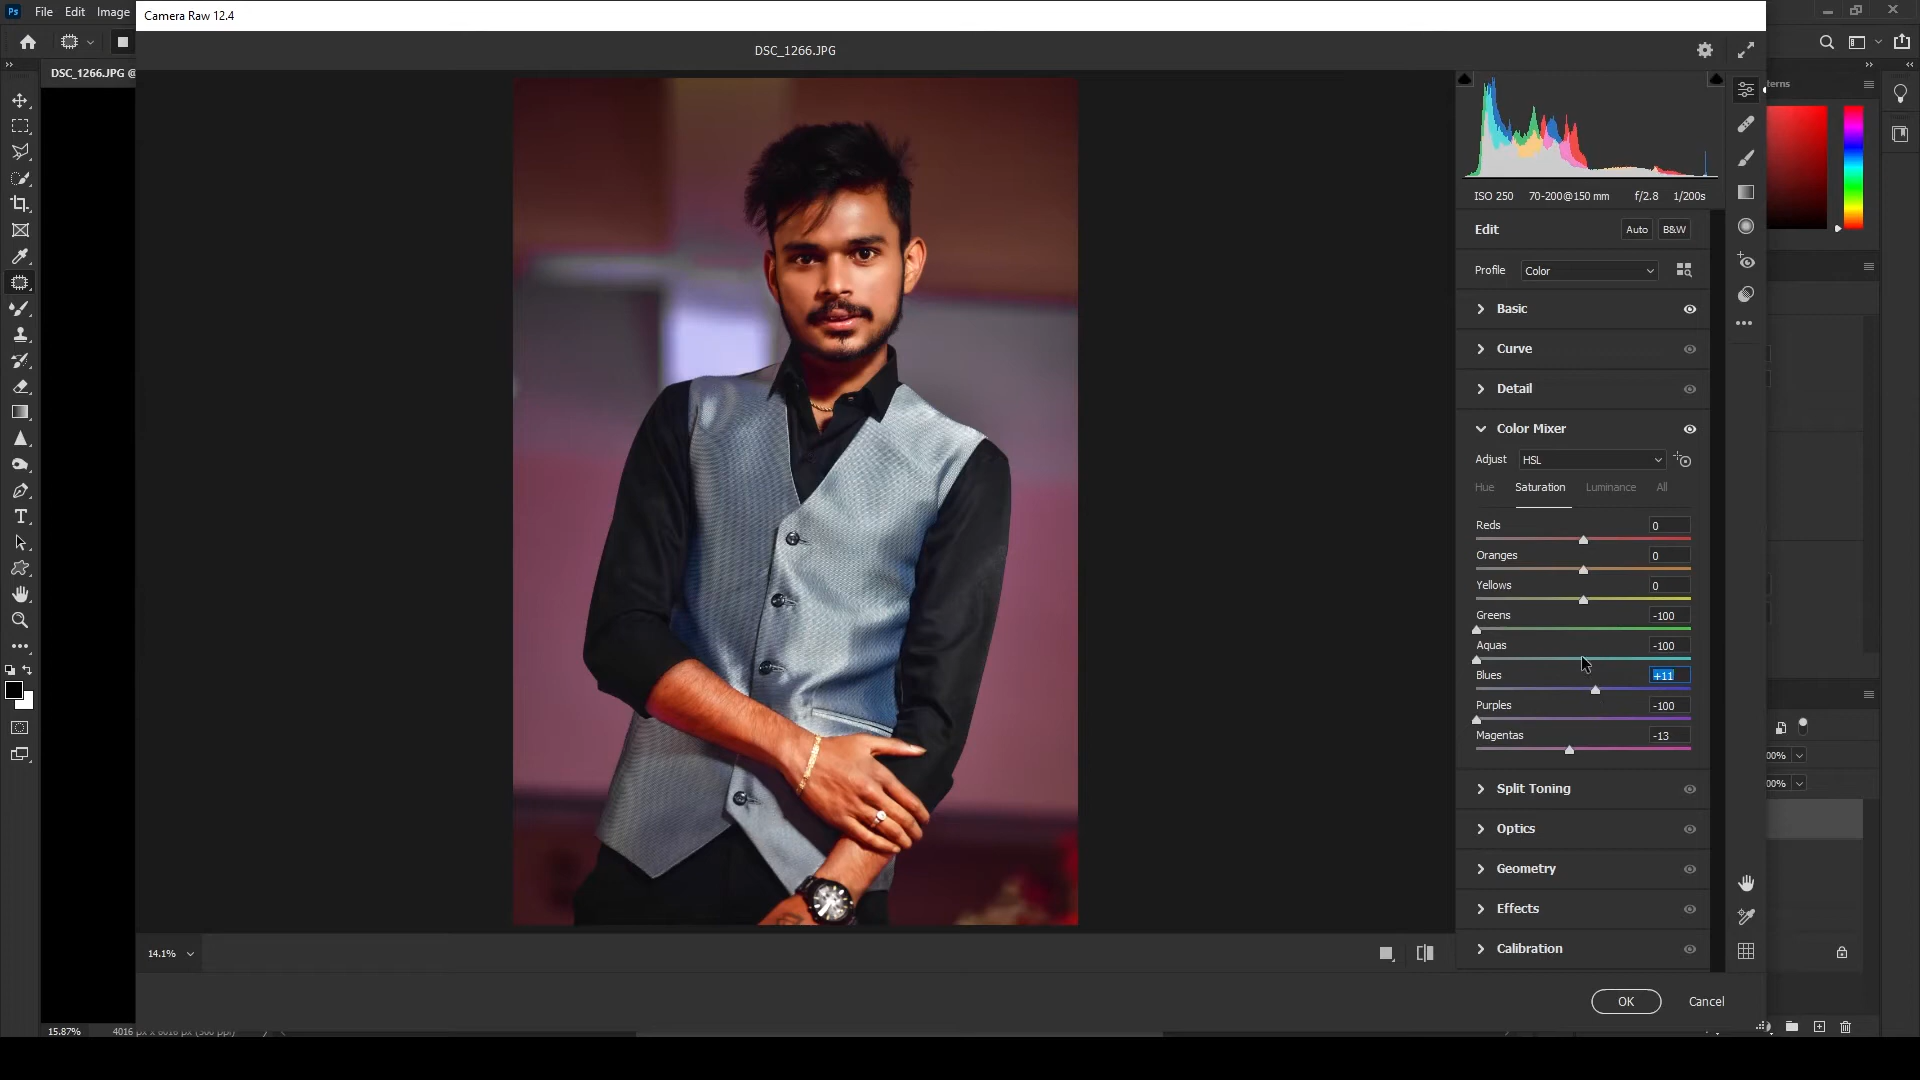 Ps File Edit Image
Camera Raw 12.4
DSC_1266.JPG @
DSC_1266.JPG
ISO 250 70-200@150 mm f/2.8 1/200s
Edit Auto B&W
Profile Color
Basic
Curve
Detail
Color Mixer
Adjust HSL
Hue Saturation Luminance All
Reds 0
Oranges 0
Yellows 0
Greens -100
Aquas -100
Blues +11
Purples -100
Magentas -13
Split Toning
Optics
Geometry
Effects
Calibration
14.1%
OK Cancel
15.87%